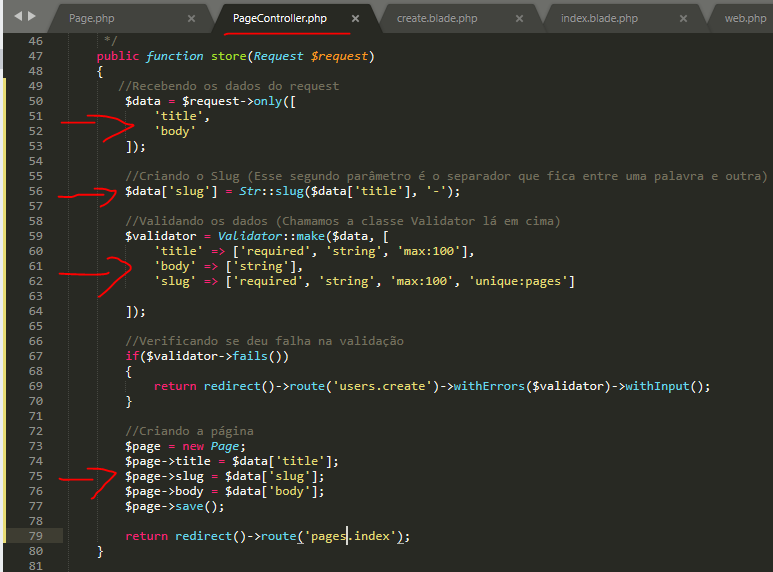 Page.php × PageController.php × create.blade.php × index.blade.php × web.php
46 */
47 public function store(Request $request)
48 {
49 //Recebendo os dados do request
50 $data = $request->only([
51 'title',
52 'body'
53 ]);
54
55 //Criando o Slug (Esse segundo parâmetro é o separador que fica entre uma palavra e outra)
56 $data['slug'] = Str::slug($data['title'], '-');
57
58 //Validando os dados (Chamamos a classe Validator lá em cima)
59 $validator = Validator::make($data, [
60 'title' => ['required', 'string', 'max:100'],
61 'body' => ['string'],
62 'slug' => ['required', 'string', 'max:100', 'unique:pages']
63
64 ]);
65
66 //Verificando se deu falha na validação
67 if($validator->fails())
68 {
69 return redirect()->route('users.create')->withErrors($validator)->withInput();
70 }
71
72 //Criando a página
73 $page = new Page;
74 $page->title = $data['title'];
75 $page->slug = $data['slug'];
76 $page->body = $data['body'];
77 $page->save();
78
79 return redirect()->route('pages.index');
80 }
81